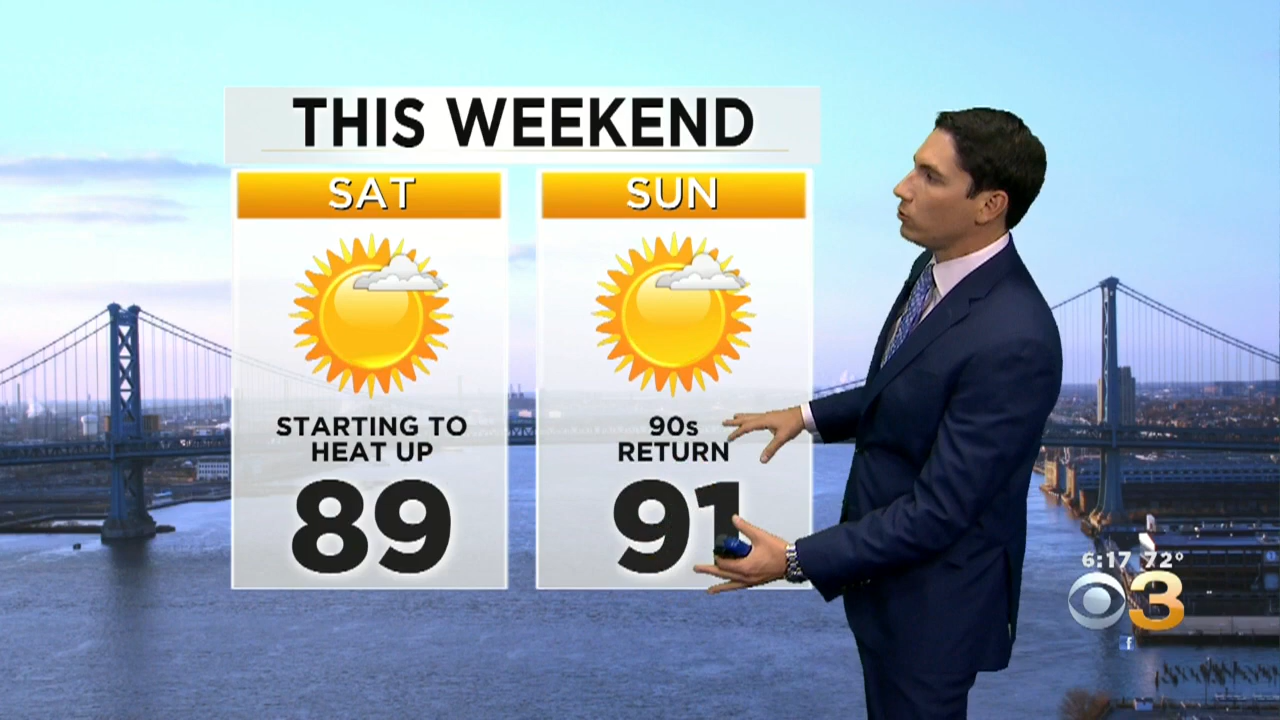 THIS WEEKEND
SAT
STARTING TO
HEAT UP
89
SUN
90s
RETURN
91
6:17 72°
3
f